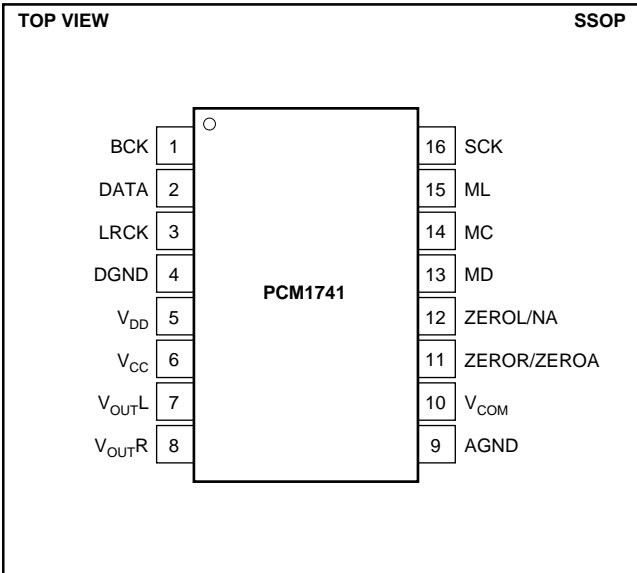 TOP VIEW SSOP
BCK 1 16 SCK
DATA 2 15 ML
LRCK 3 14 MC
DGND 4 13 MD
PCM1741
VDD 5 12 ZEROL/NA
VCC 6 11 ZEROR/ZEROA
VOUTL 7 10 VCOM
VOUTR 8 9 AGND